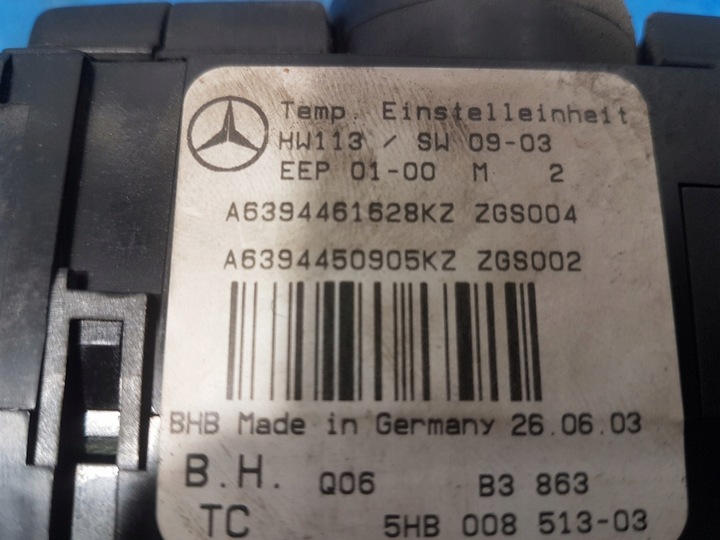 Temp. Einstelleinheit
HW113 / SW 09-03
EEP 01-00 M 2
A6394461628KZ ZGS004
A6394450905KZ ZGS002
BHB Made in Germany 26.06.03
B.H. Q06 B3 863
TC 5HB 008 513-03